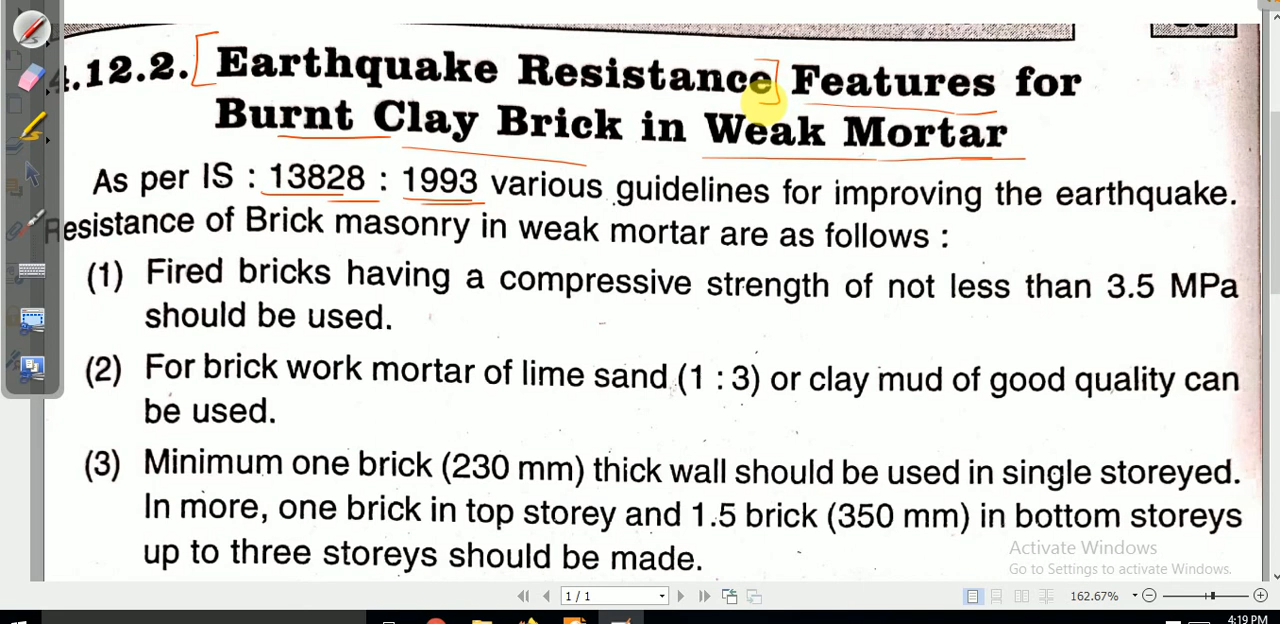 4.12.2. Earthquake Resistance Features for
Burnt Clay Brick in Weak Mortar
As per IS : 13828 : 1993 various guidelines for improving the earthquake.
Resistance of Brick masonry in weak mortar are as follows :
(1) Fired bricks having a compressive strength of not less than 3.5 MPa
should be used.
(2) For brick work mortar of lime sand (1 : 3) or clay mud of good quality can
be used.
(3) Minimum one brick (230 mm) thick wall should be used in single storeyed.
In more, one brick in top storey and 1.5 brick (350 mm) in bottom storeys
up to three storeys should be made.
Activate Windows
Go to Settings to activate Windows.
1 / 1
162.67%
4:19 PM